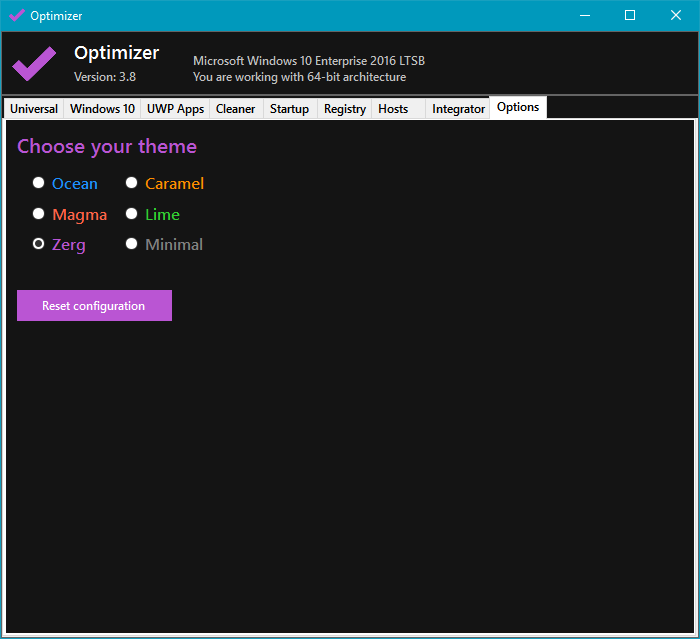 Optimizer
Optimizer
Version: 3.8
Microsoft Windows 10 Enterprise 2016 LTSB
You are working with 64-bit architecture
Universal Windows 10 UWP Apps Cleaner Startup Registry Hosts Integrator Options
Choose your theme
Ocean Caramel
Magma Lime
Zerg Minimal
Reset configuration